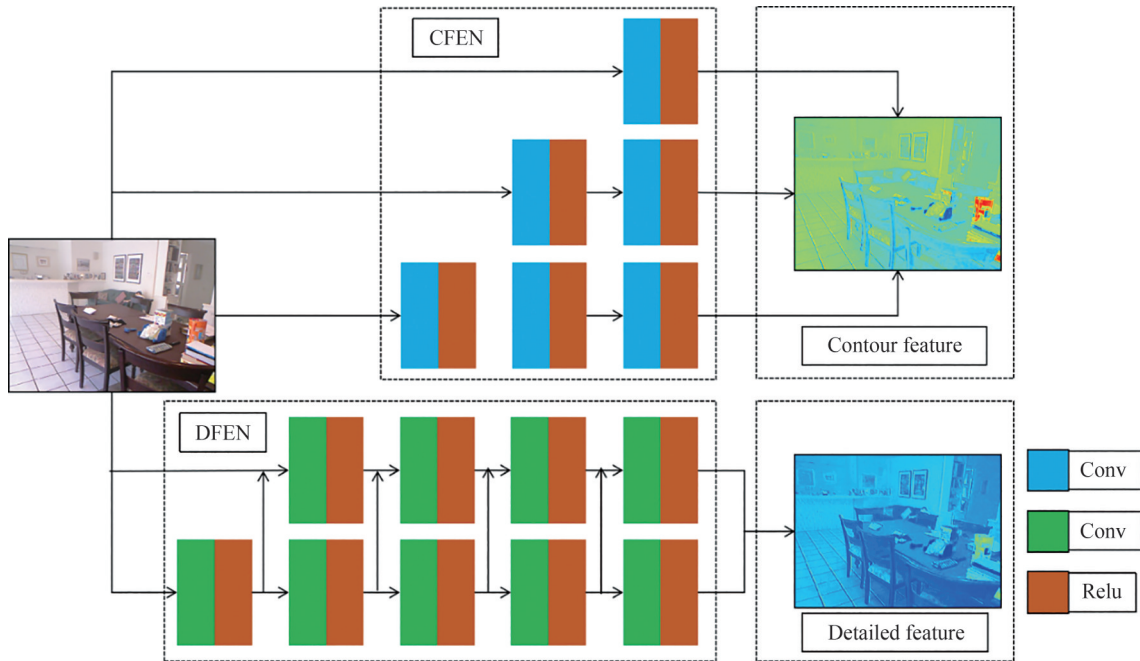 CFEN
Contour feature
DFEN
Conv
Conv
Relu
Detailed feature